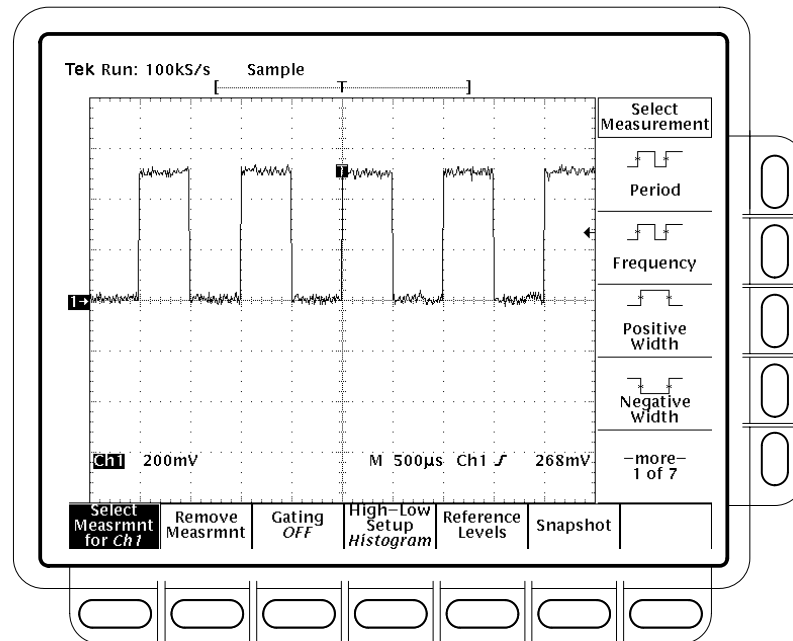 Tek Run: 100kS/s Sample
T
T
1→
Ch1 200mV M 500µs Ch1 268mV
Select
Measurement
Period
Frequency
Positive
Width
Negative
Width
–more–
1 of 7
Select
Measrmnt
for Ch1
Remove
Measrmnt
Gating
OFF
High–Low
Setup
Histogram
Reference
Levels
Snapshot